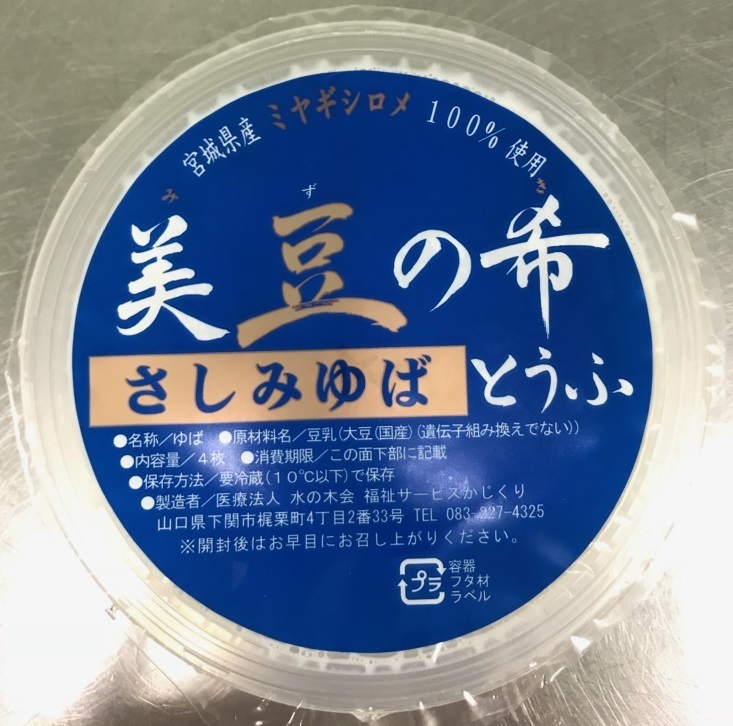 宮城県産 ミヤギシロメ 100% 使用
み ず き
美豆の希
さしみゆば とうふ
●名称/ゆば ●原材料名/豆乳(大豆(国産)(遺伝子組み換えでない))
●内容量/4枚 ●消費期限/この面下部に記載
●保存方法/要冷蔵(10℃以下)で保存
●製造者/医療法人 水の木会 福祉サービスかじくり
山口県下関市梶栗町4丁目2番33号 TEL 083-227-4325
※開封後はお早目にお召し上がりください。
プラ
容器
フタ材
ラベル